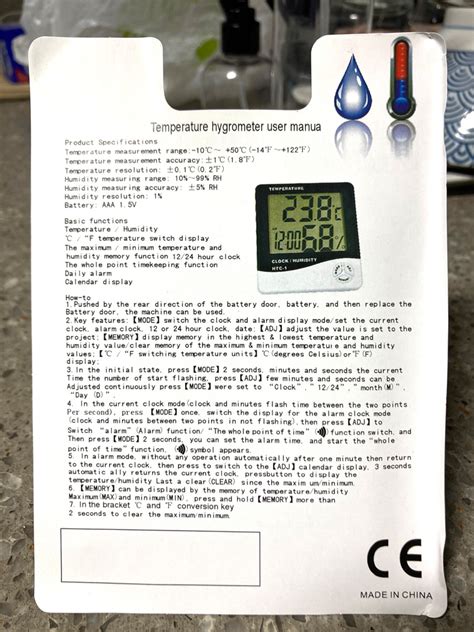 Temperature hygrometer user manua
Product Specifications
Temperature measurement range:-10℃～ +50℃(-14℉～+122℉)
Temperature measurement accuracy:±1℃(1.8℉)
Temperature resolution: ±0.1℃(0.2℉)
Humidity measuring range: 10%~99% RH
Humidity measuring accuracy: ±5% RH
Humidity resolution: 1%
Battery: AAA 1.5V
Basic functions
Temperature / Humidity
℃ / "F temperature switch display
The maximum / minimum temperature and
humidity memory function 12/24 hour clock
The whole point timekeeping function
Daily alarm
Calendar display
TEMPERATURE
23.8℃
12:00 56%
CLOCK/HUMIDITY
HTC-1
How-to
1.Pushed by the rear direction of the battery door, battery, and then replace the
Battery door, the machine can be used.
2.Key features:【MODE】switch the clock and alarm display mode/set the current
clock, alarm clock, 12 or 24 hour clock, date;【ADJ】adjust the value is set to the
project;【MEMORY】display memory in the highest & lowest temperature and
humidity value/clear memory of the maximum & minimum temperature and humidity
values;【℃ / °F switching temperature units】℃(degrees Celsius)or℉(F)
display;
3. In the initial state, press【MODE】2 seconds, minutes and seconds the current
Time the number of start flashing, press【ADJ】few minutes and seconds can be
Adjusted continuously press【MODE】were set to "Clock", "12/24", "month(M)",
"Day (D)".
4. In the current clock mode(clock and minutes flash time between the two points
Per second), press【MODE】once, switch the display for the alarm clock mode
(clock and minutes between two points in not flashing), then press【ADJ】to
Switch "alarm"(Alarm) function/ "The whole point of time" function switch, and
Then press【MODE】2 seconds, you can set the alarm time, and start the "whole
point of time" function, symbol appears.
5. In alarm mode, without any operation automatically after one minute then return
to the current clock, then press to switch to the【ADJ】calendar display, 3 seconds
automatic ally returns the current clock, pressbutton to display the
temperature/humidity Last a clear(CLEAR) since the maxim um/minimum.
6.【MEMORY】can be displayed by the memory of temperature/humidity
Maximum(MAX)and minimum(MIN), press and hold【MEMORY】more than
7. In the bracket ℃ and ℉ conversion key
2 seconds to clear the maximum/minimum.
CE
MADE IN CHINA